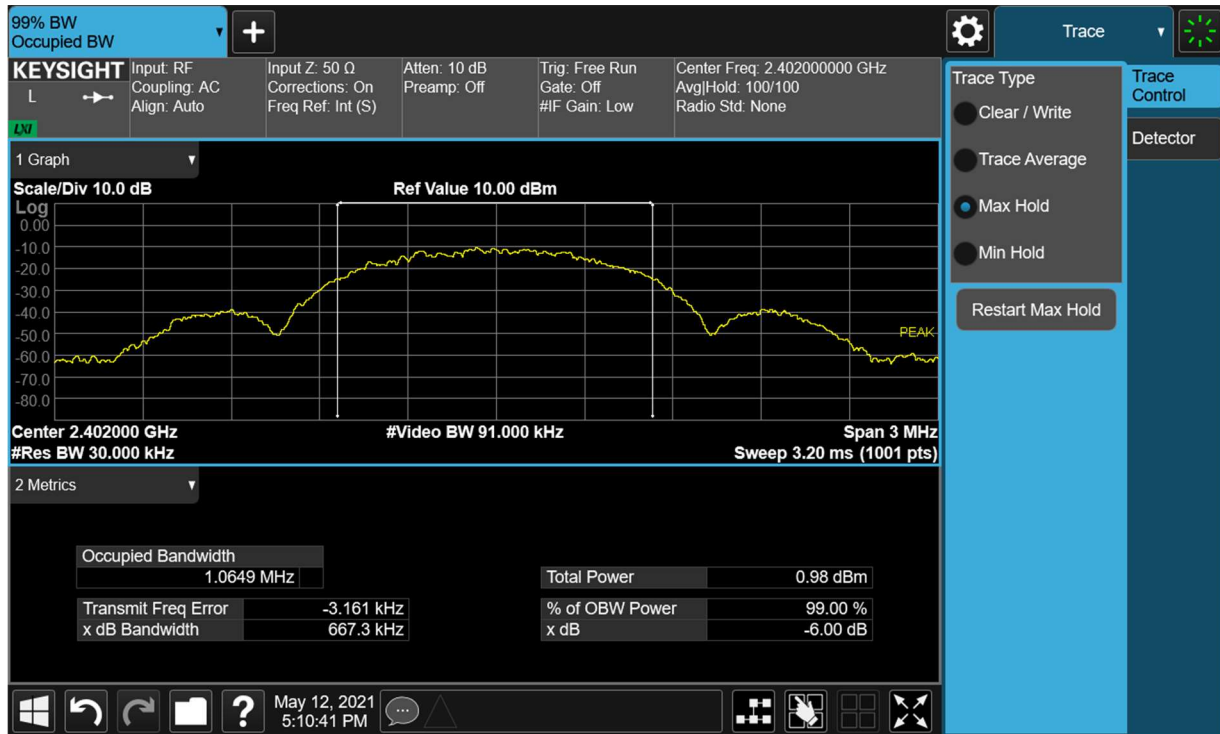 99% BW
Occupied BW
+
Trace
KEYSIGHT
L
LXI
Input: RF
Coupling: AC
Align: Auto
Input Z: 50 Ω
Corrections: On
Freq Ref: Int (S)
Atten: 10 dB
Preamp: Off
Trig: Free Run
Gate: Off
#IF Gain: Low
Center Freq: 2.402000000 GHz
Avg|Hold: 100/100
Radio Std: None
Trace Type
Clear / Write
Trace Average
Max Hold
Min Hold
Restart Max Hold
Trace
Control
Detector
1 Graph
Scale/Div 10.0 dB
Ref Value 10.00 dBm
Log
0.00
-10.0
-20.0
-30.0
-40.0
-50.0
-60.0
-70.0
-80.0
PEAK
Center 2.402000 GHz
#Video BW 91.000 kHz
Span 3 MHz
#Res BW 30.000 kHz
Sweep 3.20 ms (1001 pts)
2 Metrics
Occupied Bandwidth
1.0649 MHz
Total Power 0.98 dBm
Transmit Freq Error -3.161 kHz
% of OBW Power 99.00 %
x dB Bandwidth 667.3 kHz
x dB -6.00 dB
?
May 12, 2021
5:10:41 PM